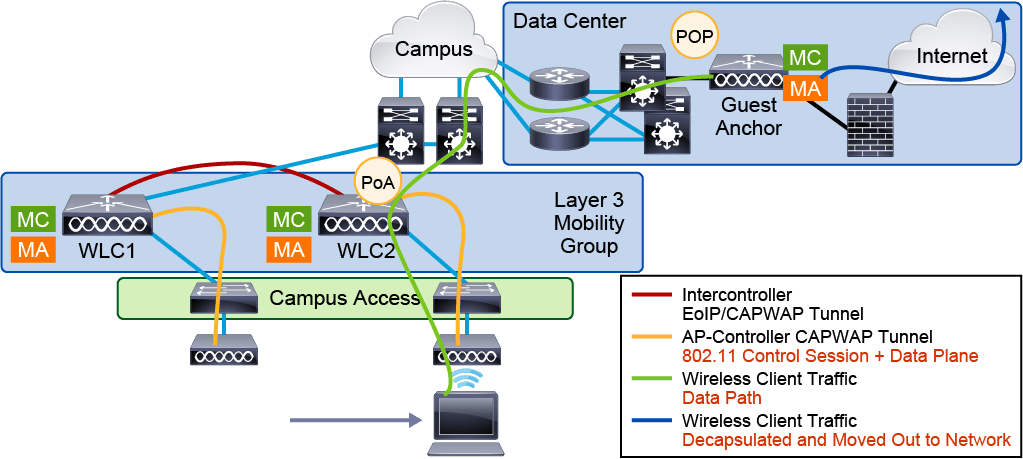 Data Center
POP
Campus
MC
MA
Guest
Anchor
Internet
PoA
MC
MA
WLC1
MC
MA
WLC2
Layer 3
Mobility
Group
Campus Access
Intercontroller
EoIP/CAPWAP Tunnel
AP-Controller CAPWAP Tunnel
802.11 Control Session + Data Plane
Wireless Client Traffic
Data Path
Wireless Client Traffic
Decapsulated and Moved Out to Network